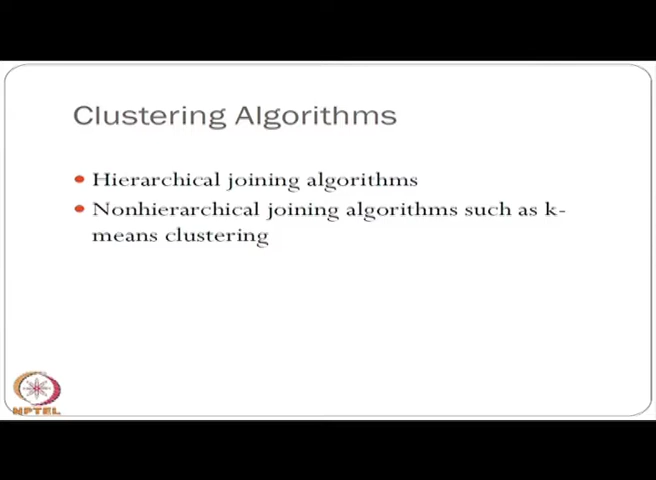 Clustering Algorithms
Hierarchical joining algorithms
Nonhierarchical joining algorithms such as k-
means clustering
NPTEL